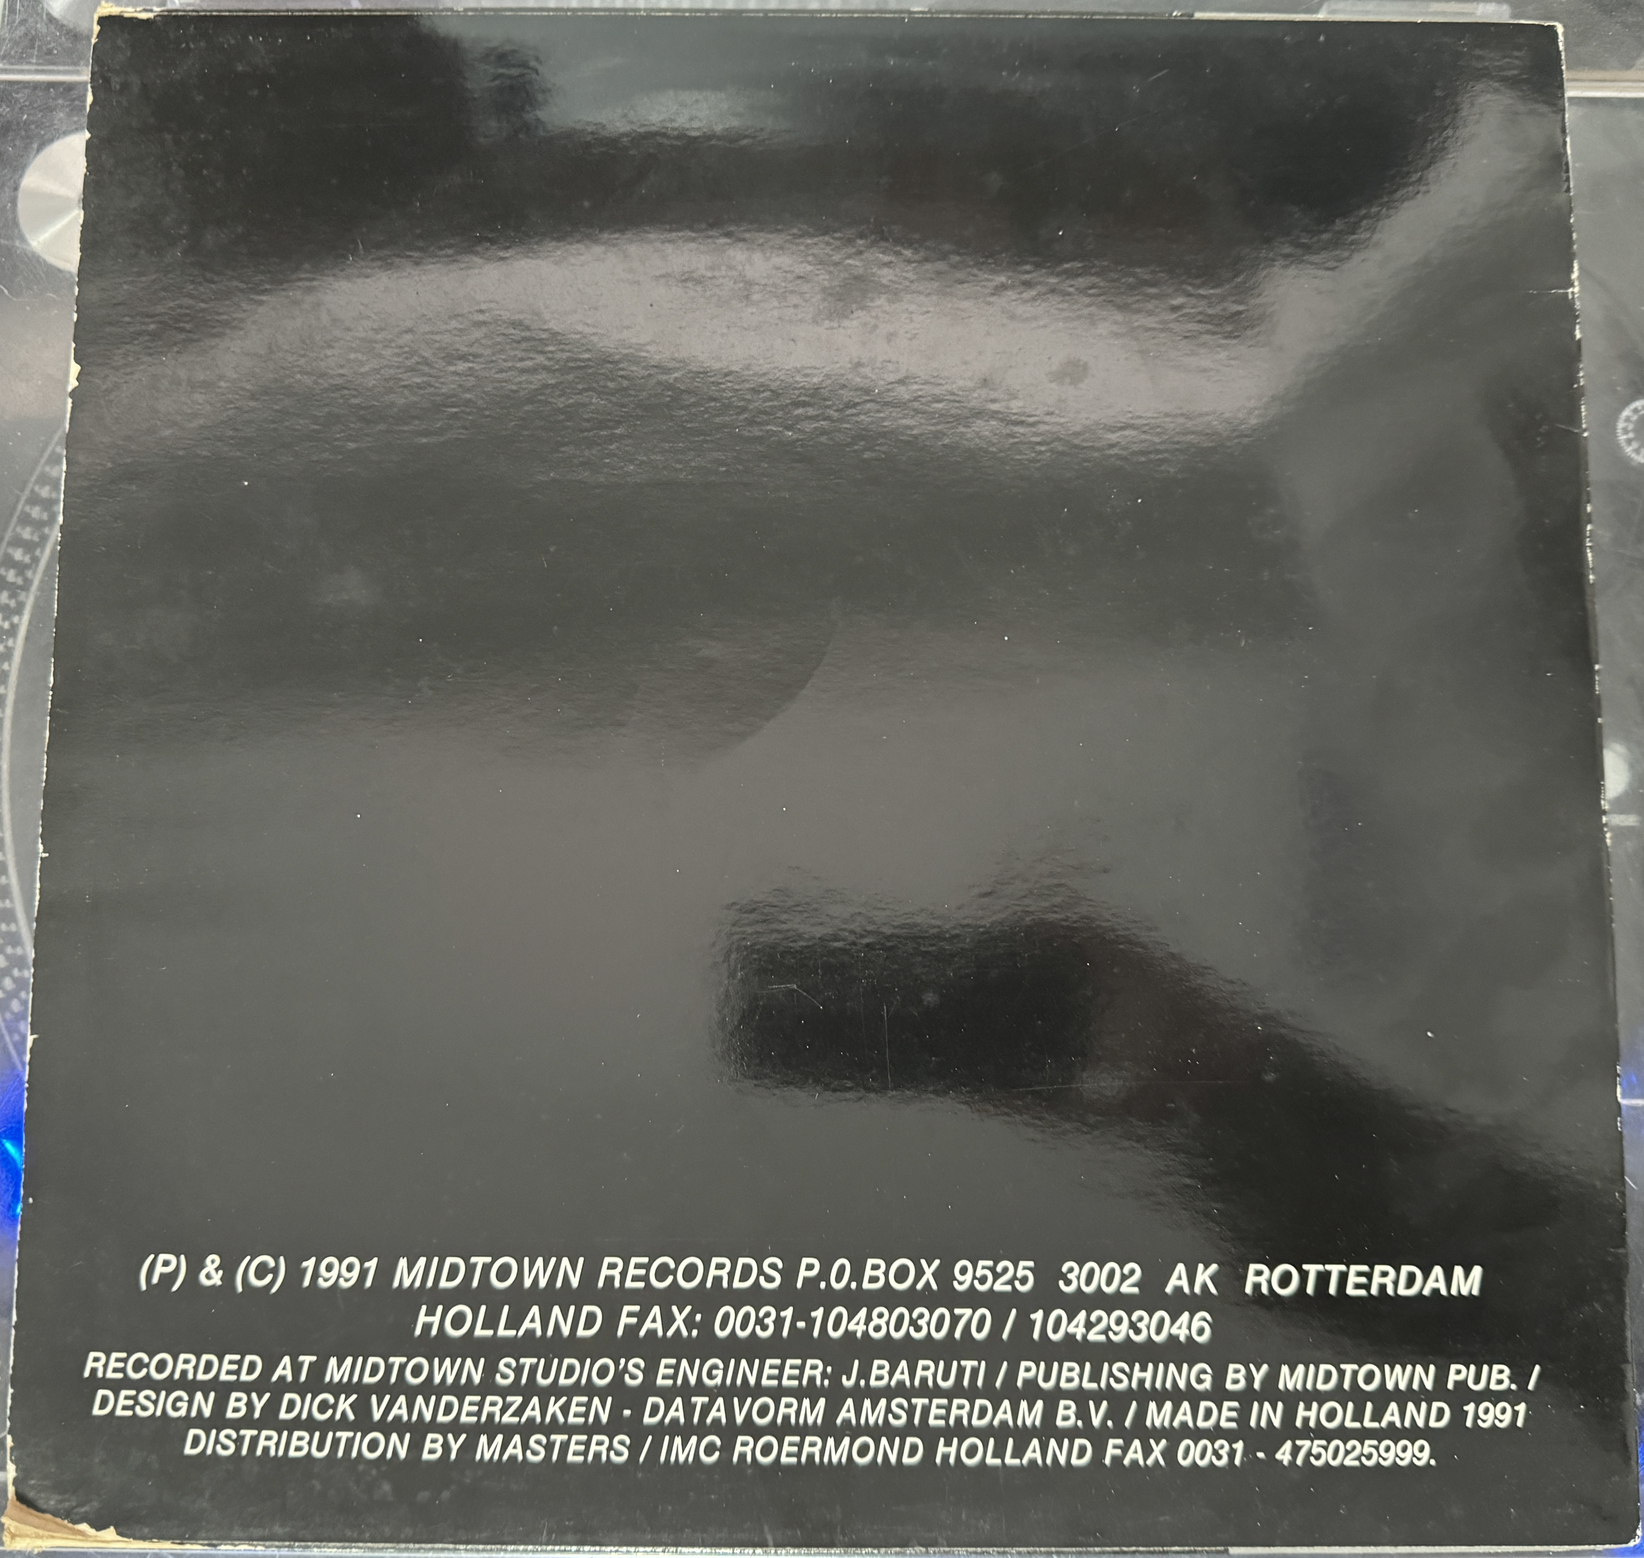 (P) & (C) 1991 MIDTOWN RECORDS P.O.BOX 9525 3002 AK ROTTERDAM
HOLLAND FAX: 0031-104803070 / 104293046
RECORDED AT MIDTOWN STUDIO'S ENGINEER: J.BARUTI / PUBLISHING BY MIDTOWN PUB. /
DESIGN BY DICK VANDERZAKEN - DATAVORM AMSTERDAM B.V. / MADE IN HOLLAND 1991
DISTRIBUTION BY MASTERS / IMC ROERMOND HOLLAND FAX 0031 - 475025999.